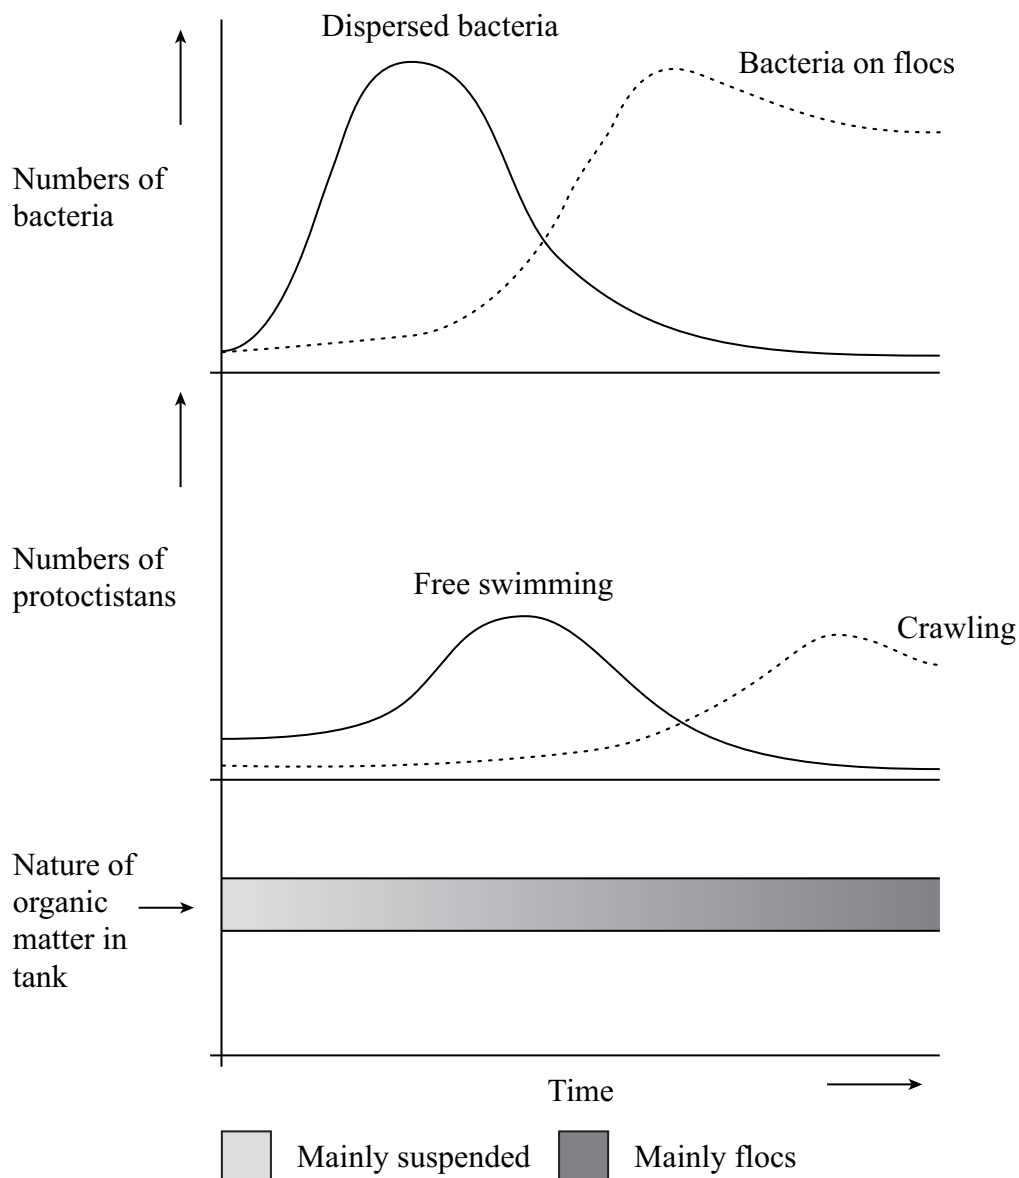 Dispersed bacteria
Bacteria on flocs
Numbers of
bacteria
Numbers of
protoctistans
Free swimming
Crawling
Nature of
organic
matter in
tank
Time
Mainly suspended
Mainly flocs